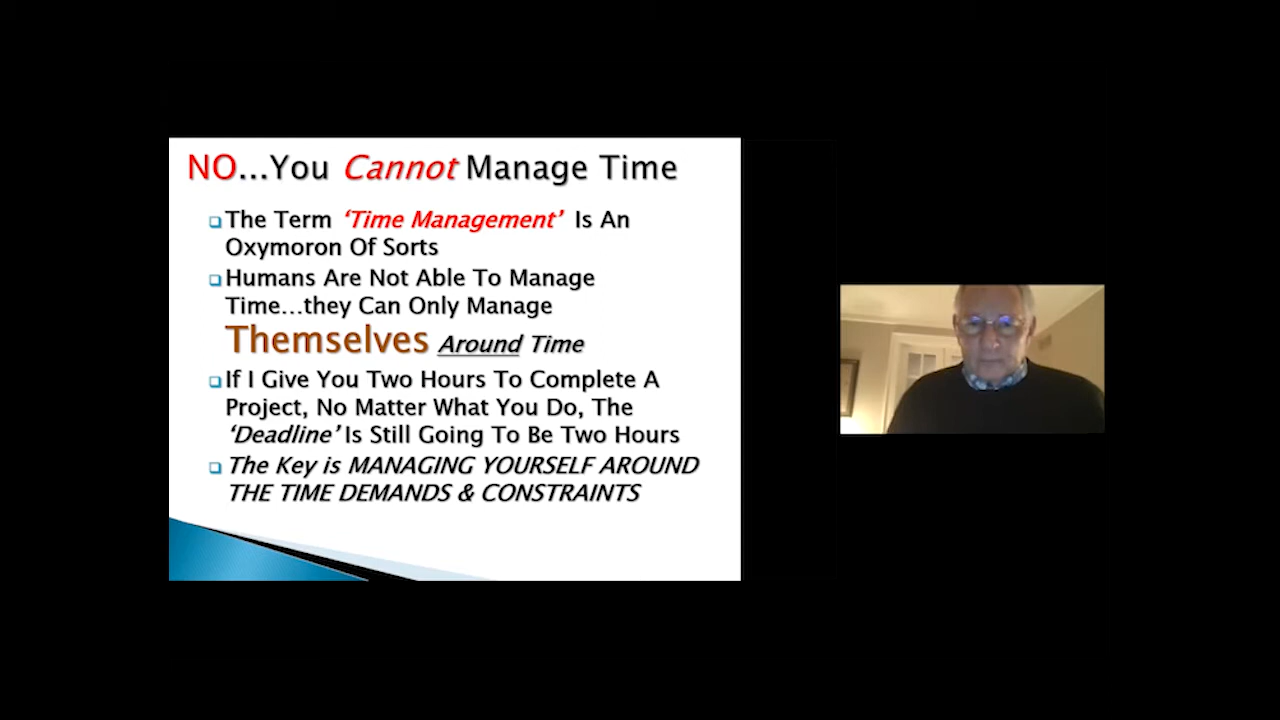 NO...You Cannot Manage Time
The Term ‘Time Management’ Is An
Oxymoron Of Sorts
Humans Are Not Able To Manage
Time...they Can Only Manage
Themselves Around Time
If I Give You Two Hours To Complete A
Project, No Matter What You Do, The
‘Deadline’ Is Still Going To Be Two Hours
The Key is MANAGING YOURSELF AROUND
THE TIME DEMANDS & CONSTRAINTS